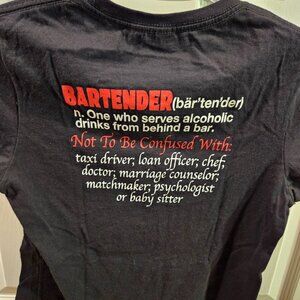 BARTENDER (bär'ten'der)
n. One who serves alcoholic
drinks from behind a bar.
Not To Be Confused With:
taxi driver; loan officer; chef,
doctor; marriage counselor;
matchmaker; psychologist
or baby sitter